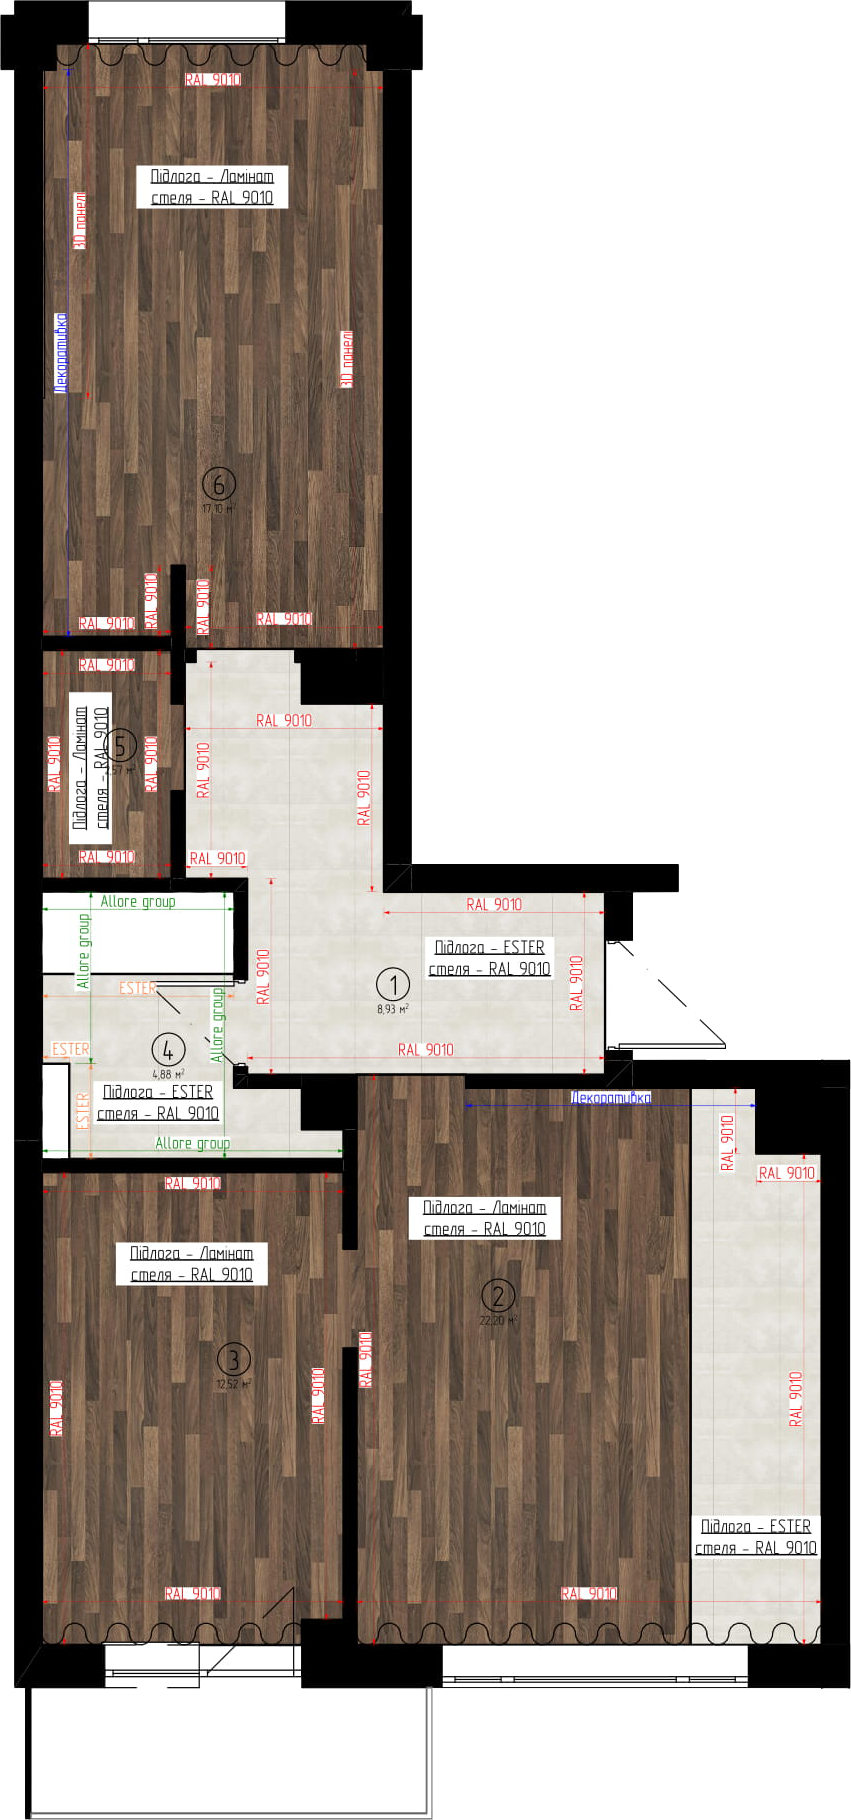 RAL 9010
Підлога - Ламінат
стеля - RAL 9010
3D панелі
Декоративка
3D панелі
6
17,10 м²
RAL 9010
RAL 9010
RAL 9010
RAL 9010
RAL 9010
Підлога - Ламінат
стеля - RAL 9010
5
2,57 м²
RAL 9010
RAL 9010
RAL 9010
RAL 9010
RAL 9010
RAL 9010
RAL 9010
Allore group
Allore group
RAL 9010
Підлога - ESTER
стеля - RAL 9010
RAL 9010
RAL 9010
1
8,93 м²
RAL 9010
ESTER
Allore group
ESTER
4
4,88 м²
Підлога - ESTER
стеля - RAL 9010
ESTER
Allore group
Декоративка
RAL 9010
RAL 9010
RAL 9010
Підлога - Ламінат
стеля - RAL 9010
Підлога - Ламінат
стеля - RAL 9010
2
22,20 м²
3
12,52 м²
RAL 9010
RAL 9010
RAL 9010
RAL 9010
Підлога - ESTER
стеля - RAL 9010
RAL 9010
RAL 9010